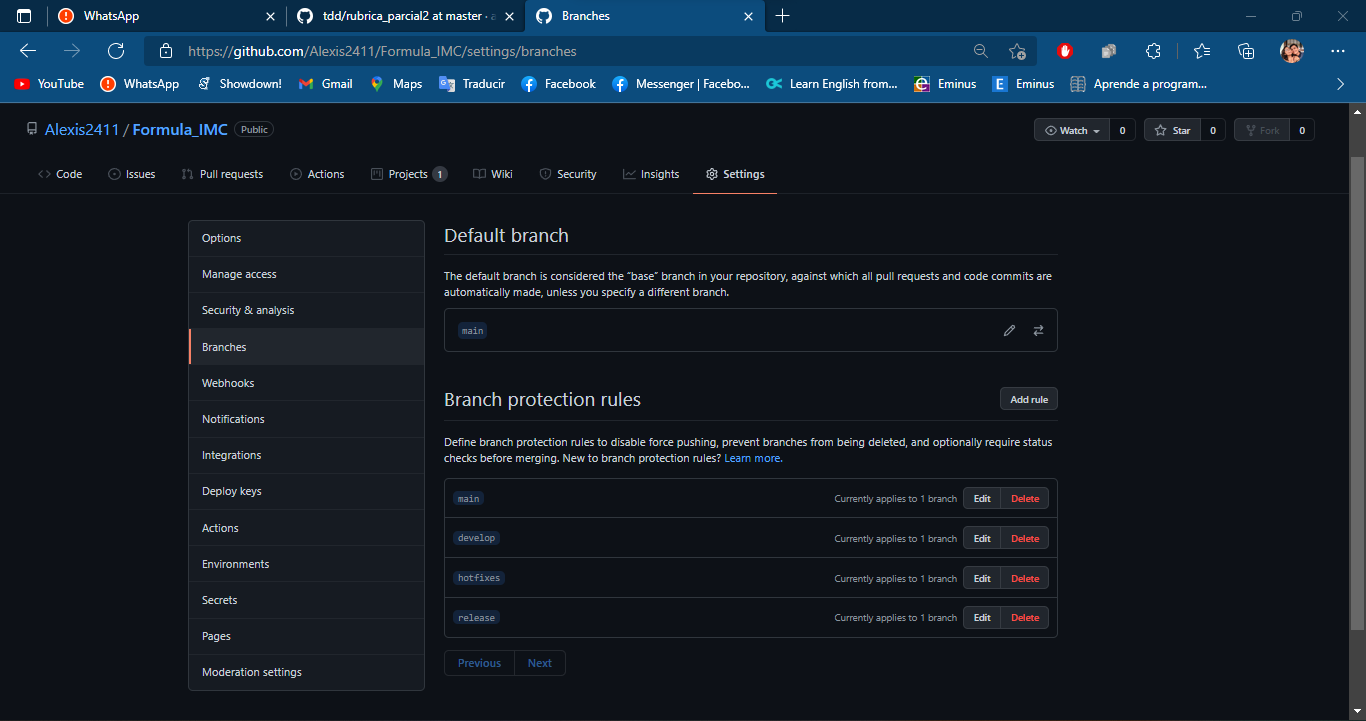 WhatsApp
tdd/rubrica_parcial2 at master · a
Branches
https://github.com/Alexis2411/Formula_IMC/settings/branches
YouTube WhatsApp Showdown! Gmail Maps Traducir Facebook Messenger | Facebo... Learn English from... Eminus Eminus Aprende a program...
Alexis2411 / Formula_IMC Public
Watch 0 Star 0 Fork 0
Code Issues Pull requests Actions Projects 1 Wiki Security Insights Settings
Options
Manage access
Security & analysis
Branches
Webhooks
Notifications
Integrations
Deploy keys
Actions
Environments
Secrets
Pages
Moderation settings
Default branch
The default branch is considered the "base" branch in your repository, against which all pull requests and code commits are
automatically made, unless you specify a different branch.
main
Branch protection rules
Add rule
Define branch protection rules to disable force pushing, prevent branches from being deleted, and optionally require status
checks before merging. New to branch protection rules? Learn more.
main Currently applies to 1 branch Edit Delete
develop Currently applies to 1 branch Edit Delete
hotfixes Currently applies to 1 branch Edit Delete
release Currently applies to 1 branch Edit Delete
Previous Next